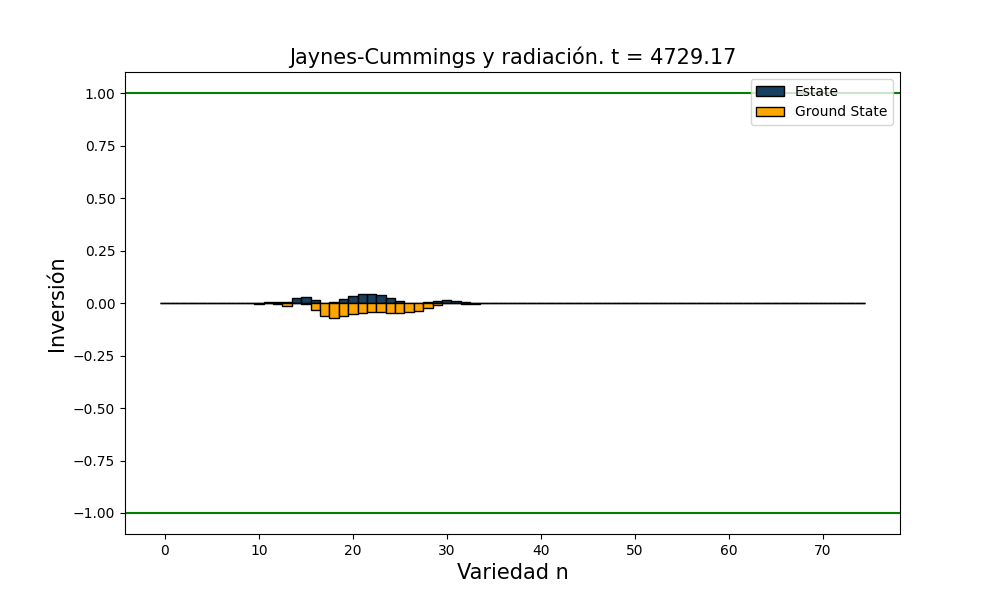 Jaynes-Cummings y radiación. t = 4729.17
Estate
Ground State
1.00
0.75
0.50
0.25
0.00
−0.25
−0.50
−0.75
−1.00
Inversión
0 10 20 30 40 50 60 70
Variedad n